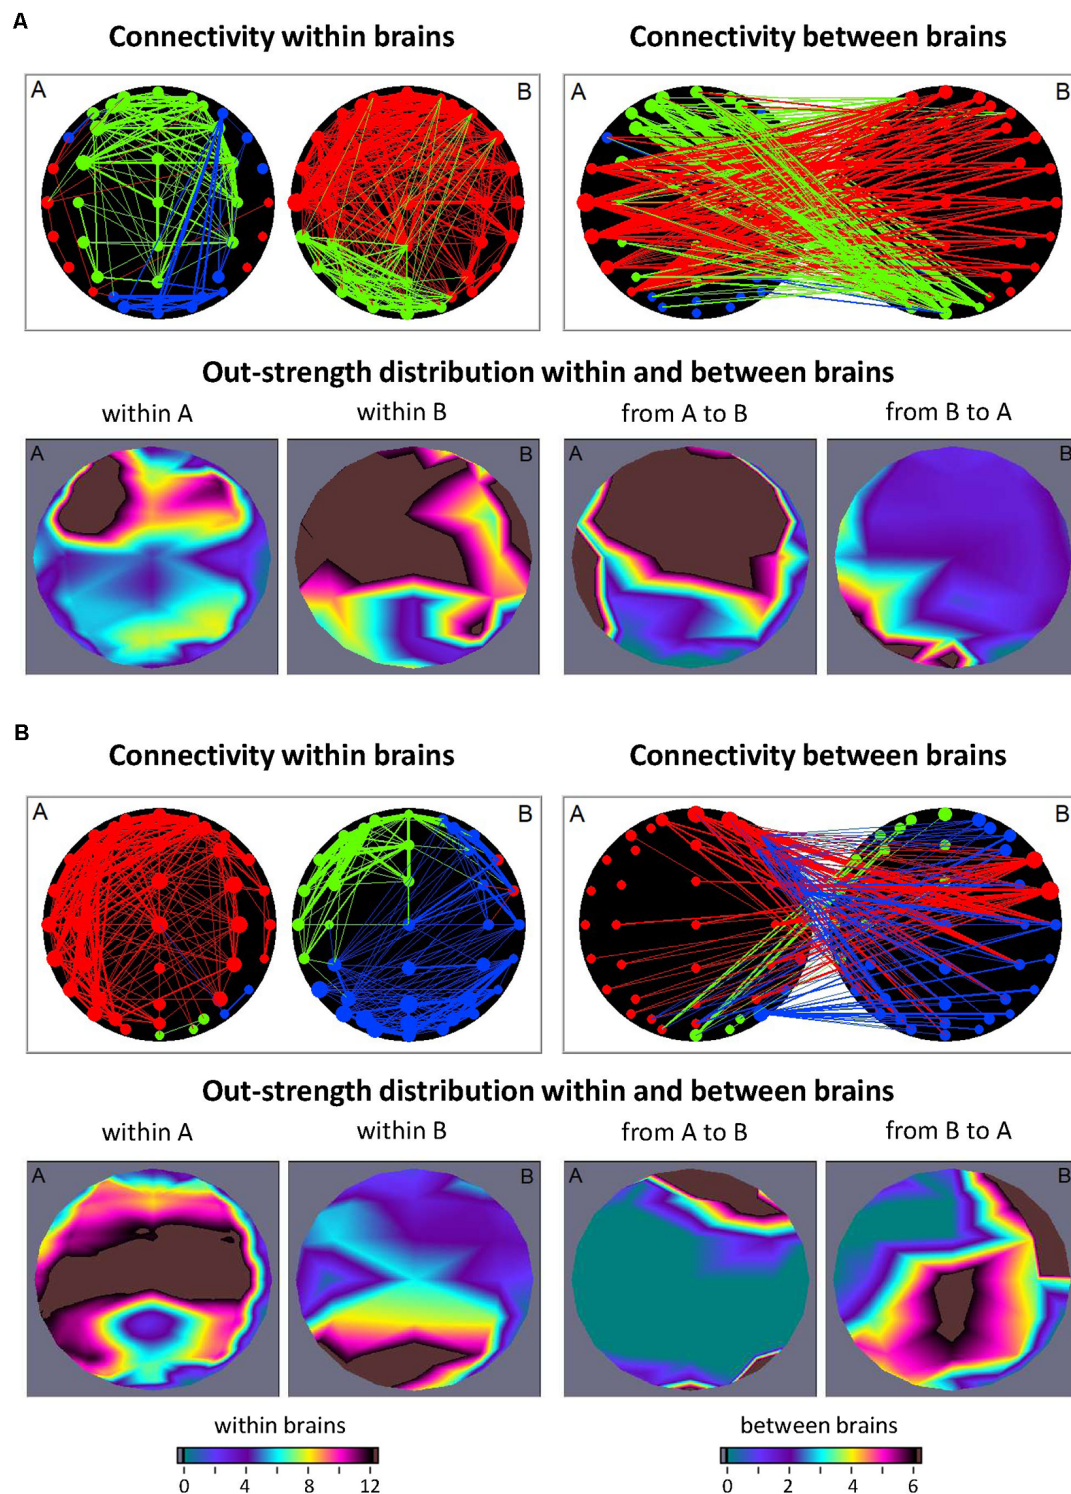 A
Connectivity within brains
Connectivity between brains
A
B
A
B
Out-strength distribution within and between brains
within A
within B
from A to B
from B to A
A
B
A
B
B
Connectivity within brains
Connectivity between brains
A
B
A
B
Out-strength distribution within and between brains
within A
within B
from A to B
from B to A
A
B
A
B
within brains
between brains
0 4 8 12
0 2 4 6